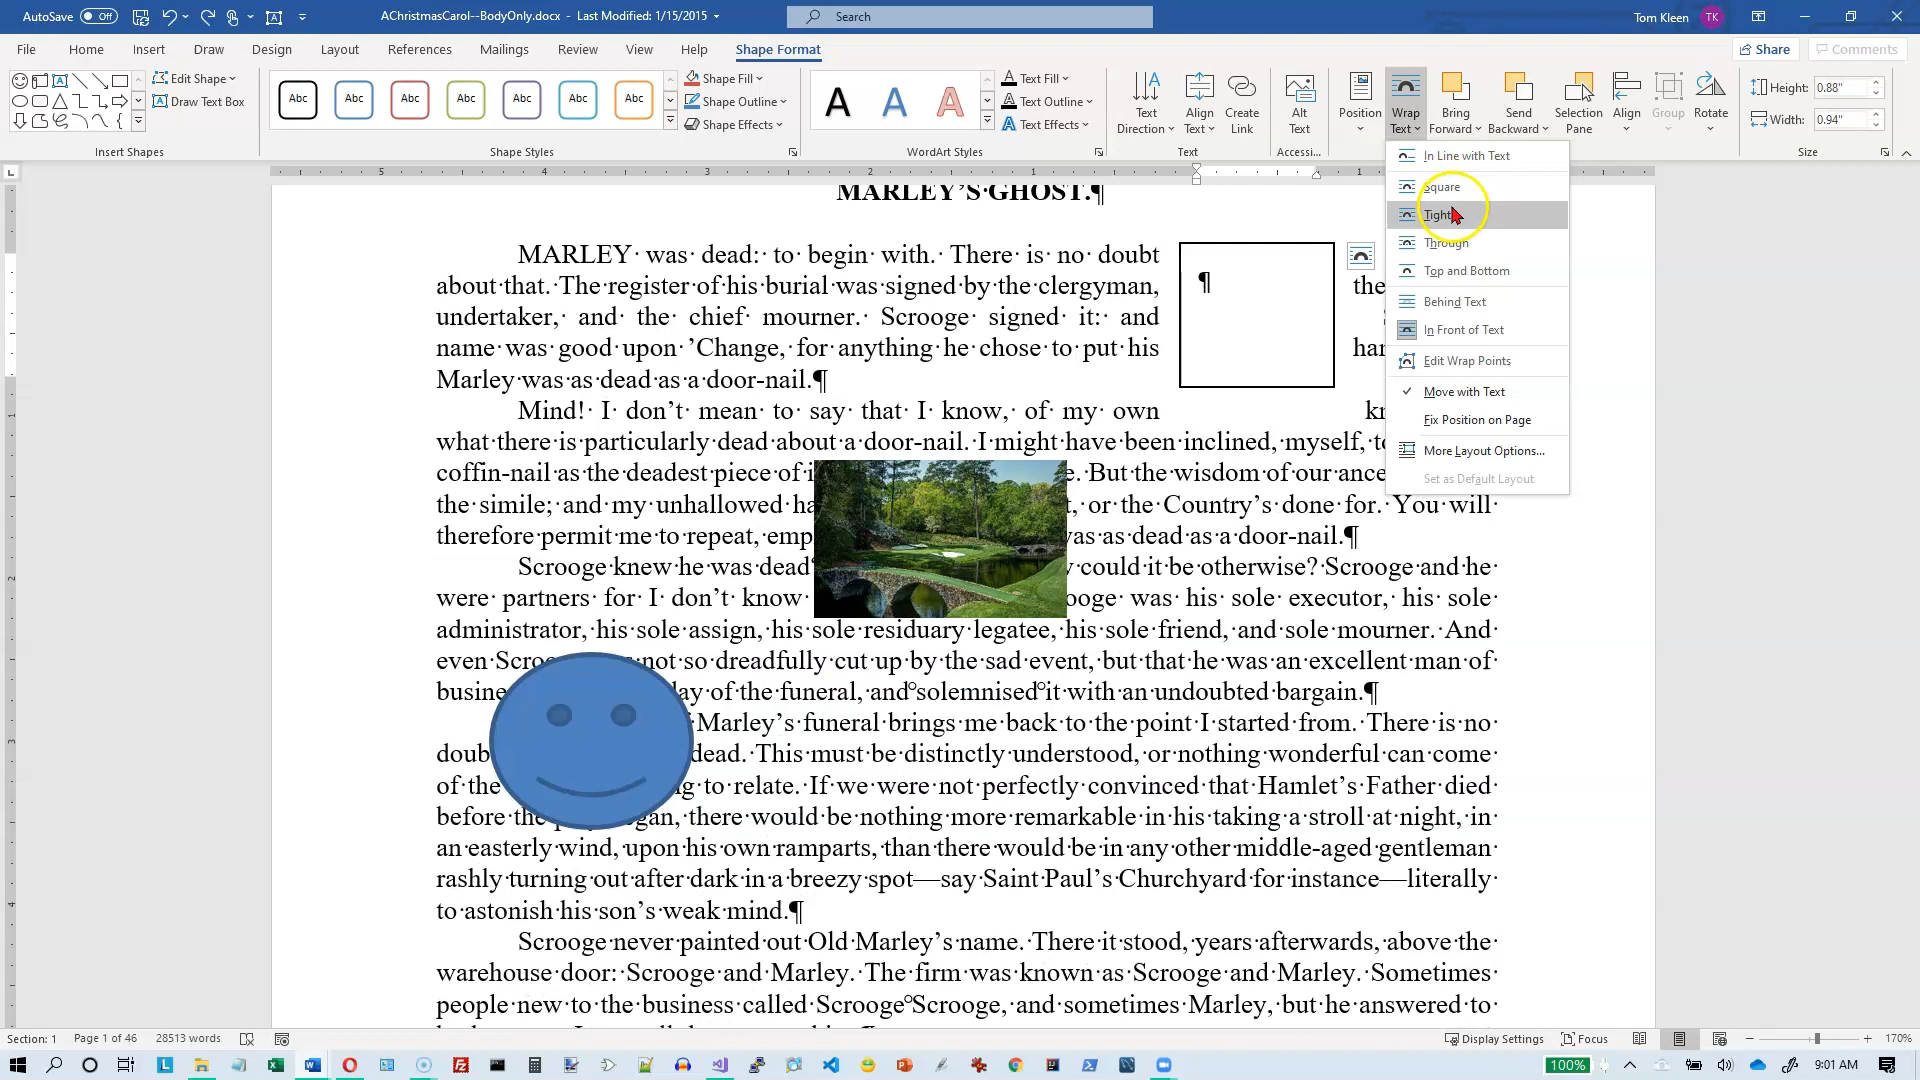 AutoSave Off
AChristmasCarol--BodyOnly.docx - Last Modified: 1/15/2015
Search
Tom Kleen TK
File Home Insert Draw Design Layout References Mailings Review View Help Shape Format
Share Comments
Edit Shape
Draw Text Box
Insert Shapes
Abc Abc Abc Abc Abc Abc Abc
Shape Fill
Shape Outline
Shape Effects
Shape Styles
A A A
Text Fill
Text Outline
Text Effects
WordArt Styles
Text Direction
Align Text
Create Link
Text
Alt Text
Accessi...
Position
Wrap Text
Bring Forward
Send Backward
Selection Pane
Align
Group
Rotate
Height: 0.88"
Width: 0.94"
Size
In Line with Text
Square
Tight
Through
Top and Bottom
Behind Text
In Front of Text
Edit Wrap Points
Move with Text
Fix Position on Page
More Layout Options...
Set as Default Layout
5 4 3 2 1 1
MARLEY'S GHOST.¶
MARLEY was dead: to begin with. There is no doubt
about that. The register of his burial was signed by the clergyman, the
undertaker, and the chief mourner. Scrooge signed it: and
name was good upon ’Change, for anything he chose to put his
Marley was as dead as a door-nail.¶
¶
Mind! I don’t mean to say that I know, of my own
what there is particularly dead about a door-nail. I might have been inclined, myself,
coffin-nail as the deadest piece of But the wisdom of our
the simile; and my unhallowed or the Country’s done for. You will
therefore permit me to repeat, as dead as a door-nail.¶
Scrooge knew he was dead could it be otherwise? Scrooge and he
were partners for I don’t know was his sole executor, his sole
administrator, his sole assign, his sole residuary legatee, his sole friend, and sole mourner. And
even not so dreadfully cut up by the sad event, but that he was an excellent man of
of the funeral, and solemnised it with an undoubted bargain.¶
Marley’s funeral brings me back to the point I started from. There is no
dead. This must be distinctly understood, or nothing wonderful can come
of the to relate. If we were not perfectly convinced that Hamlet’s Father died
before the there would be nothing more remarkable in his taking a stroll at night, in
an easterly wind, upon his own ramparts, than there would be in any other middle-aged gentleman
rashly turning out after dark in a breezy spot—say Saint Paul’s Churchyard for instance—literally
to astonish his son’s weak mind.¶
Scrooge never painted out Old Marley’s name. There it stood, years afterwards, above the
warehouse door: Scrooge and Marley. The firm was known as Scrooge and Marley. Sometimes
people new to the business called Scrooge Scrooge, and sometimes Marley, but he answered to
Section: 1 Page 1 of 46 28513 words
Display Settings Focus 170%
100% 9:01 AM